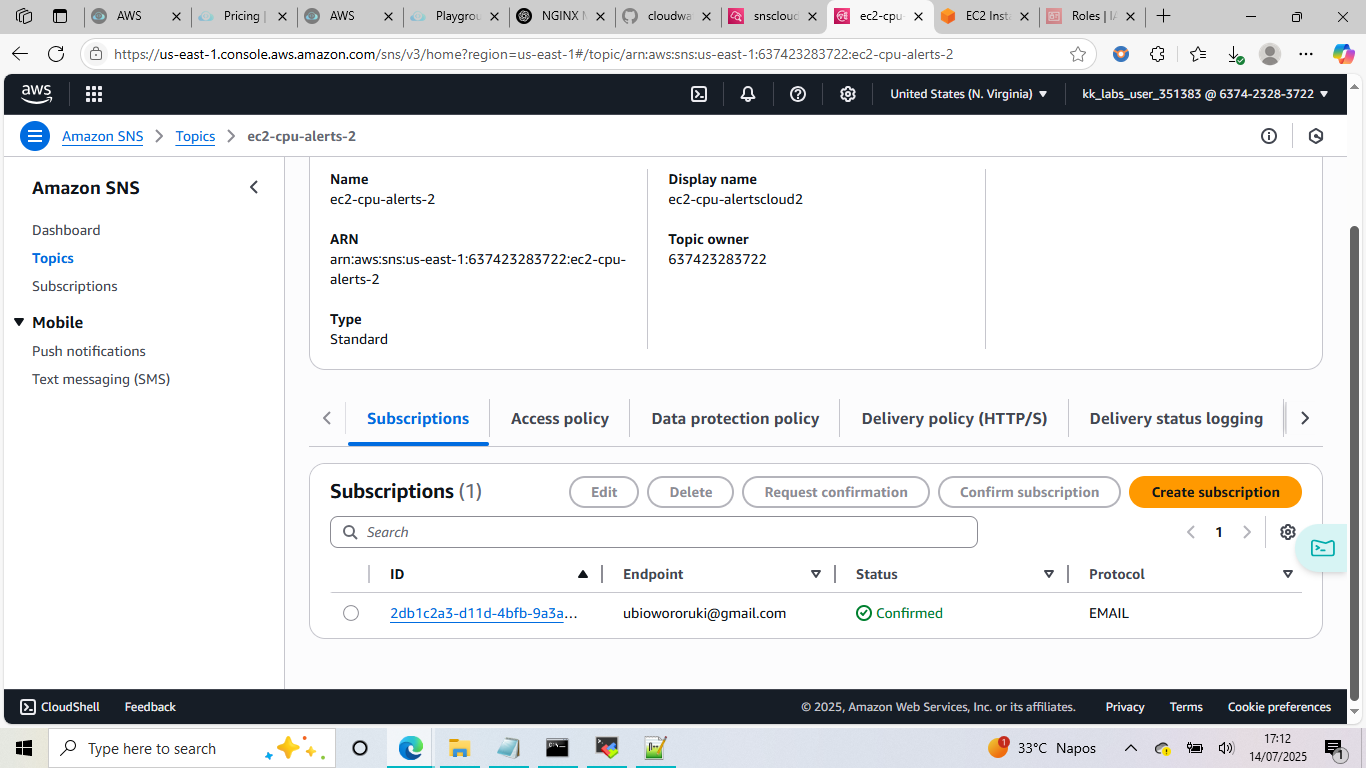 AWS
Pricing |
AWS
Playgrou
NGINX M
cloudwa
snscloud
ec2-cpu-
EC2 Inst
Roles | IA
https://us-east-1.console.aws.amazon.com/sns/v3/home?region=us-east-1#/topic/arn:aws:sns:us-east-1:637423283722:ec2-cpu-alerts-2
aws
United States (N. Virginia)
kk_labs_user_351383 @ 6374-2328-3722
Amazon SNS
Topics
ec2-cpu-alerts-2
Amazon SNS
Dashboard
Topics
Subscriptions
Mobile
Push notifications
Text messaging (SMS)
Name
ec2-cpu-alerts-2
ARN
arn:aws:sns:us-east-1:637423283722:ec2-cpu-
alerts-2
Type
Standard
Display name
ec2-cpu-alertscloud2
Topic owner
637423283722
Subscriptions
Access policy
Data protection policy
Delivery policy (HTTP/S)
Delivery status logging
Subscriptions (1)
Edit
Delete
Request confirmation
Confirm subscription
Create subscription
Search
1
ID
Endpoint
Status
Protocol
2db1c2a3-d11d-4bfb-9a3a...
ubiowororuki@gmail.com
Confirmed
EMAIL
CloudShell
Feedback
© 2025, Amazon Web Services, Inc. or its affiliates.
Privacy
Terms
Cookie preferences
Type here to search
1
33°C Napos
17:12
14/07/2025
1